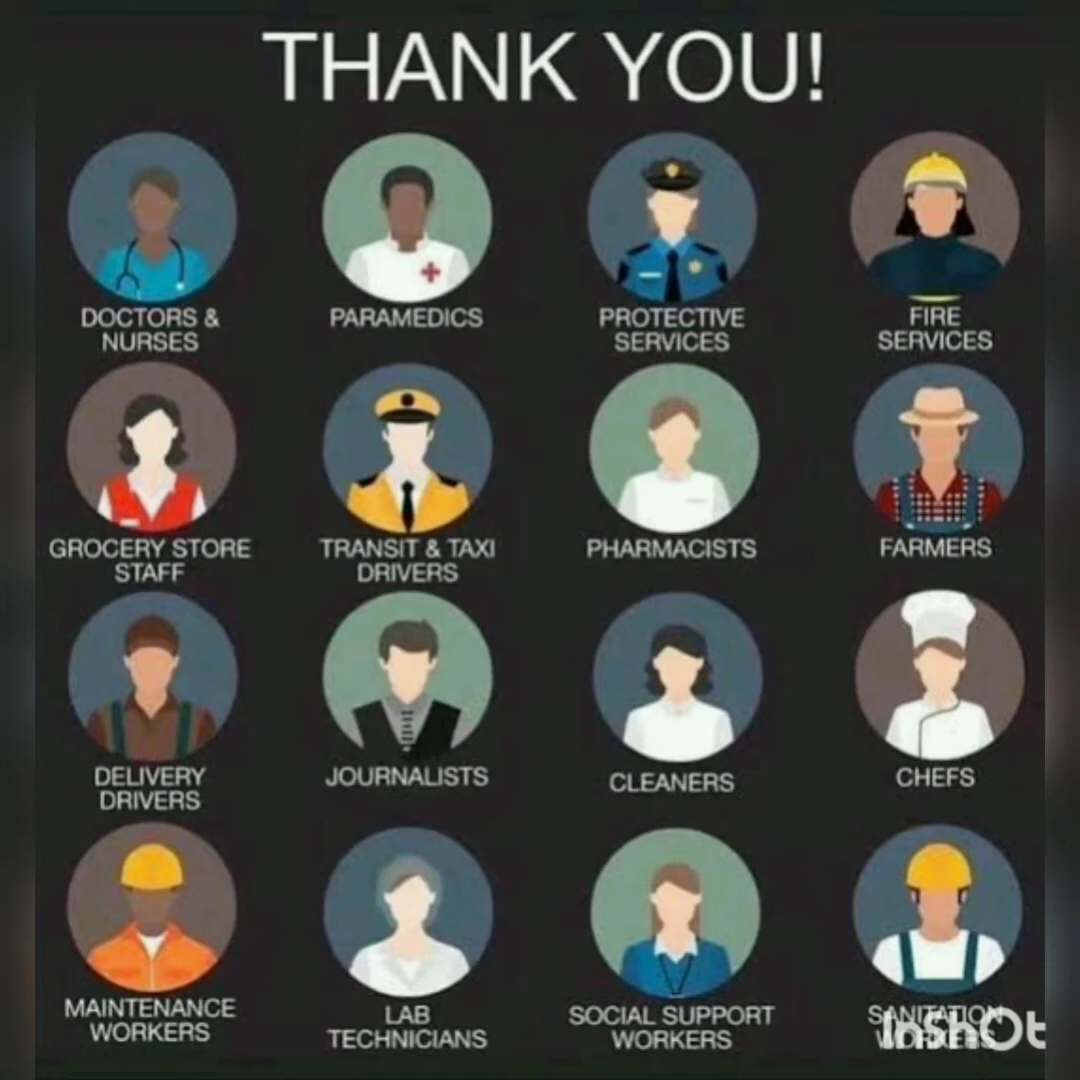 THANK YOU!
DOCTORS &
NURSES
PARAMEDICS
PROTECTIVE
SERVICES
FIRE
SERVICES
GROCERY STORE
STAFF
TRANSIT & TAXI
DRIVERS
PHARMACISTS
FARMERS
DELIVERY
DRIVERS
JOURNALISTS
CLEANERS
CHEFS
MAINTENANCE
WORKERS
LAB
TECHNICIANS
SOCIAL SUPPORT
WORKERS
SANITATION
WORKERS
InshOt